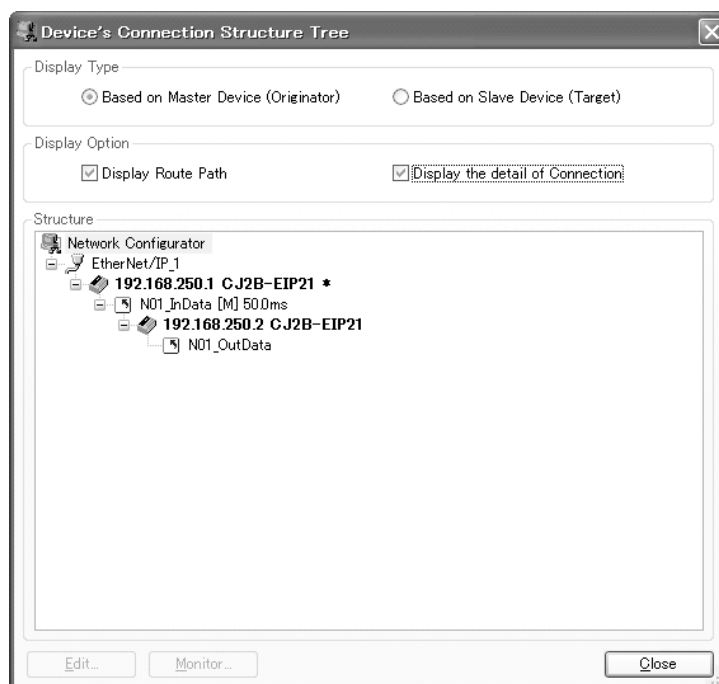 Device's Connection Structure Tree
Display Type
Based on Master Device (Originator)
Based on Slave Device (Target)
Display Option
Display Route Path
Display the detail of Connection
Structure
Network Configurator
EtherNet/IP_1
192.168.250.1 CJ2B-EIP21 *
N01_InData [M] 50.0ms
192.168.250.2 CJ2B-EIP21
N01_OutData
Edit...
Monitor...
Close